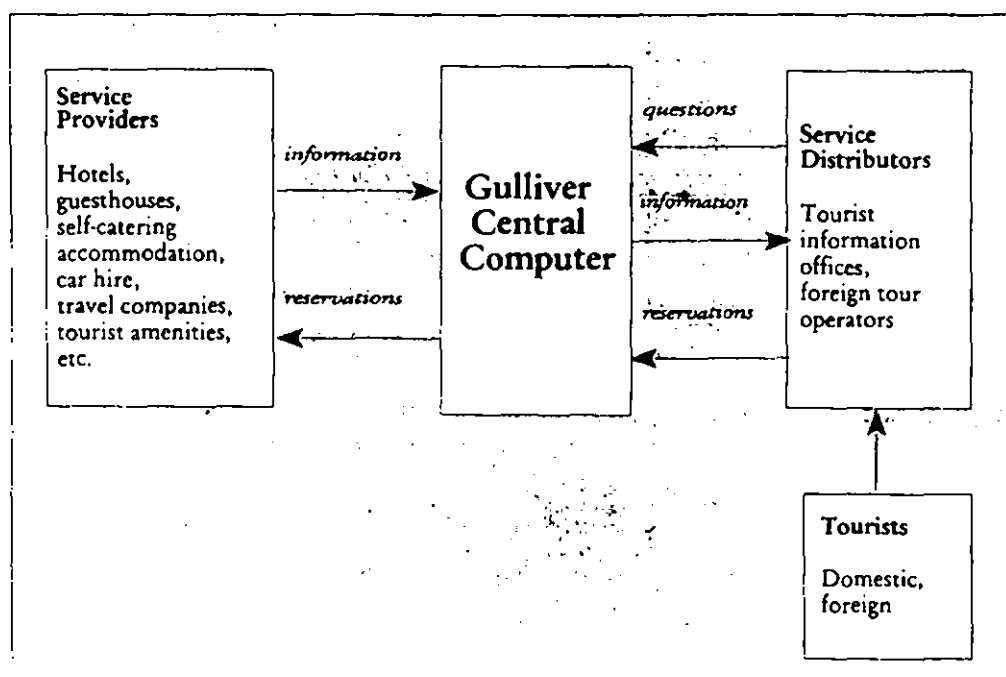 Service
Providers
Hotels,
guesthouses,
self-catering
accommodation,
car hire,
travel companies,
tourist amenities,
etc.
information
reservations
Gulliver
Central
Computer
questions
information
reservations
Service
Distributors
Tourist
information
offices,
foreign tour
operators
Tourists
Domestic,
foreign